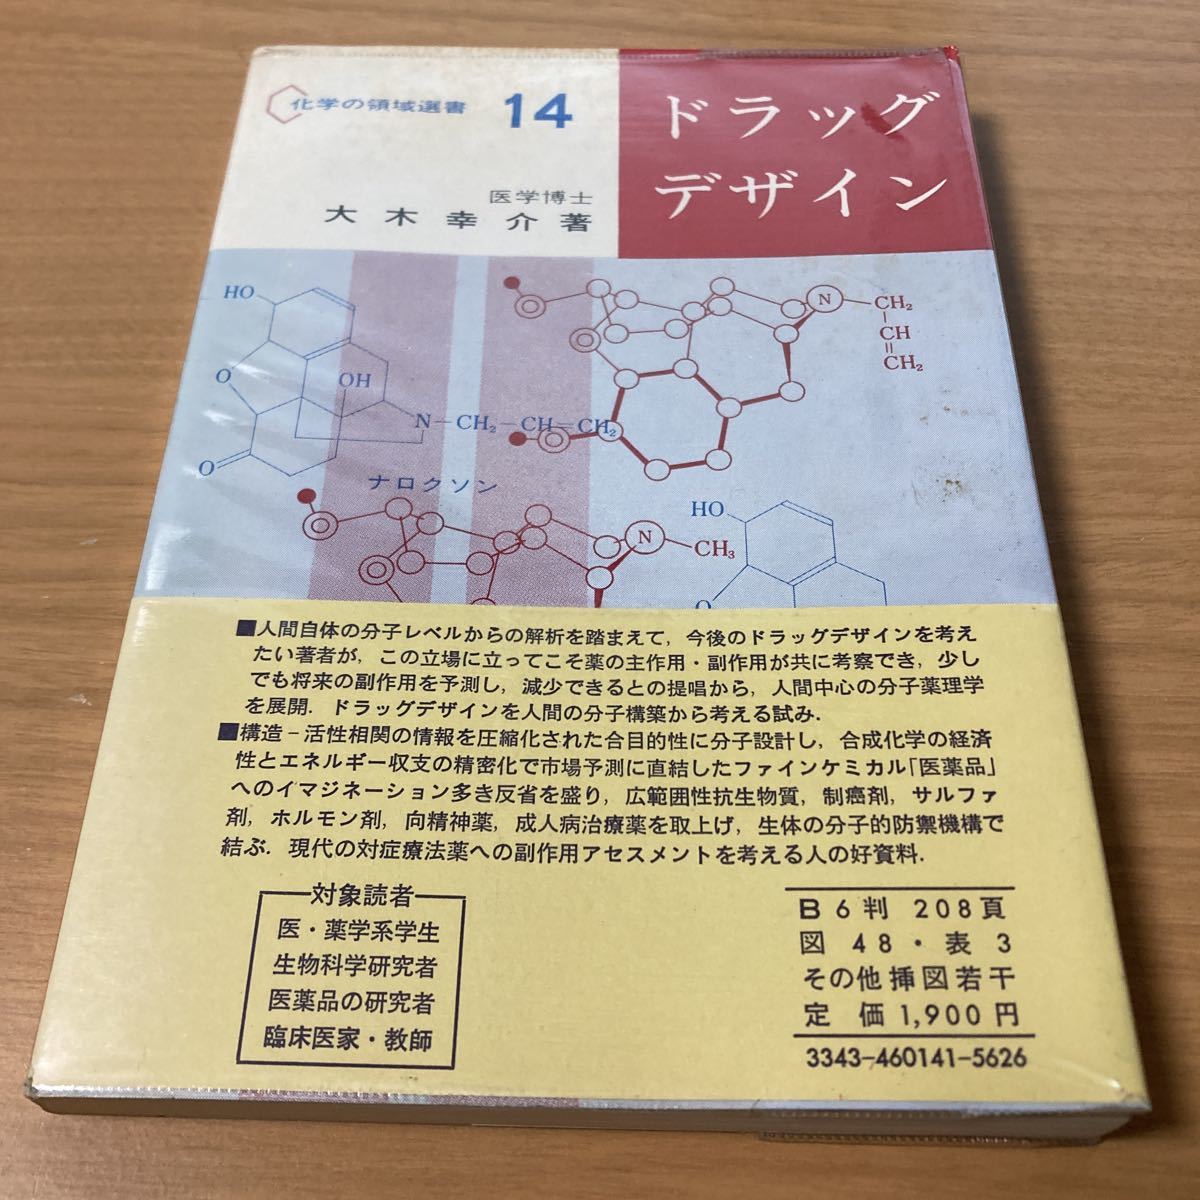 化学の領域選書 14
ドラッグ
デザイン
医学博士
大木幸介著
HO
O
OH
N-CH₂-CH=CH₂
O
ナロクソン
N
CH₂
CH
CH₂
N
CH₃
HO
O
■人間自体の分子レベルからの解析を踏まえて，今後のドラッグデザインを考え
たい著者が，この立場に立ってこそ薬の主作用・副作用が共に考察でき，少し
でも将来の副作用を予測し，減少できるとの提唱から，人間中心の分子薬理学
を展開．ドラッグデザインを人間の分子構築から考える試み．
■構造－活性相関の情報を圧縮化された合目的性に分子設計し，合成化学の経済
性とエネルギー収支の精密化で市場予測に直結したファインケミカル「医薬品」
へのイマジネーション多き反省を盛り，広範囲性抗生物質，制癌剤，サルファ
剤，ホルモン剤，向精神薬，成人病治療薬を取上げ，生体の分子的防禦機構で
結ぶ．現代の対症療法薬への副作用アセスメントを考える人の好資料．
対象読者
医・薬学系学生
生物科学研究者
医薬品の研究者
臨床医家・教師
B6判 208頁
図 48・表 3
その他挿図若干
定 価 1,900 円
3343-460141-5626